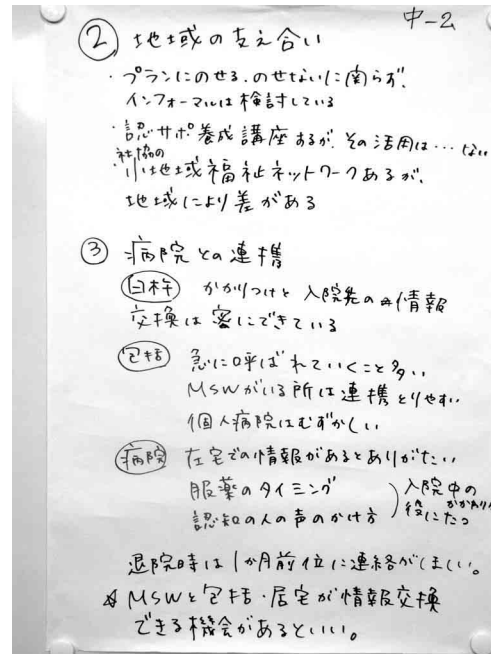 中-2
② 地域の支え合い
・プランにのせる、のせないに関らず、
インフォーマルは検討している
・認サポ養成講座あるが、その活用は…ない
社協の
小地域福祉ネットワークあるが、
地域により差がある
③ 病院との連携
臼杵 かかりつけと入院先の情報
交換は密にできている
包括 急に呼ばれていくこと多い
MSWがいる所は連携とりやすい
個人病院はむずかしい
病院 在宅での情報があるとありがたい
服薬のタイミング
認知の人の声のかけ方
入院中の
かかわり
役にたつ
退院時は1か月前位に連絡がほしい。
☆MSWと包括・居宅が情報交換
できる機会があるといい。